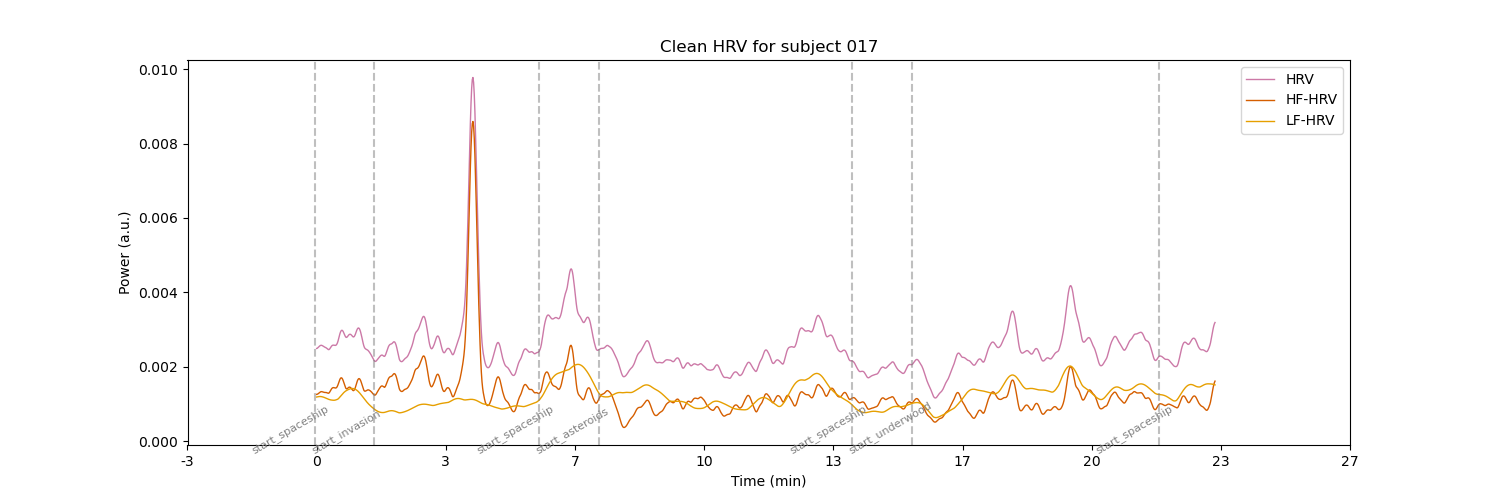 Clean HRV for subject 017
HRV
HF-HRV
LF-HRV
Power (a.u.)
0.010
0.008
0.006
0.004
0.002
0.000
start_spaceship
start_invasion
start_spaceship
start_asteroids
start_spaceship
start_underwood
start_spaceship
-3 0 3 7 10 13 17 20 23 27
Time (min)